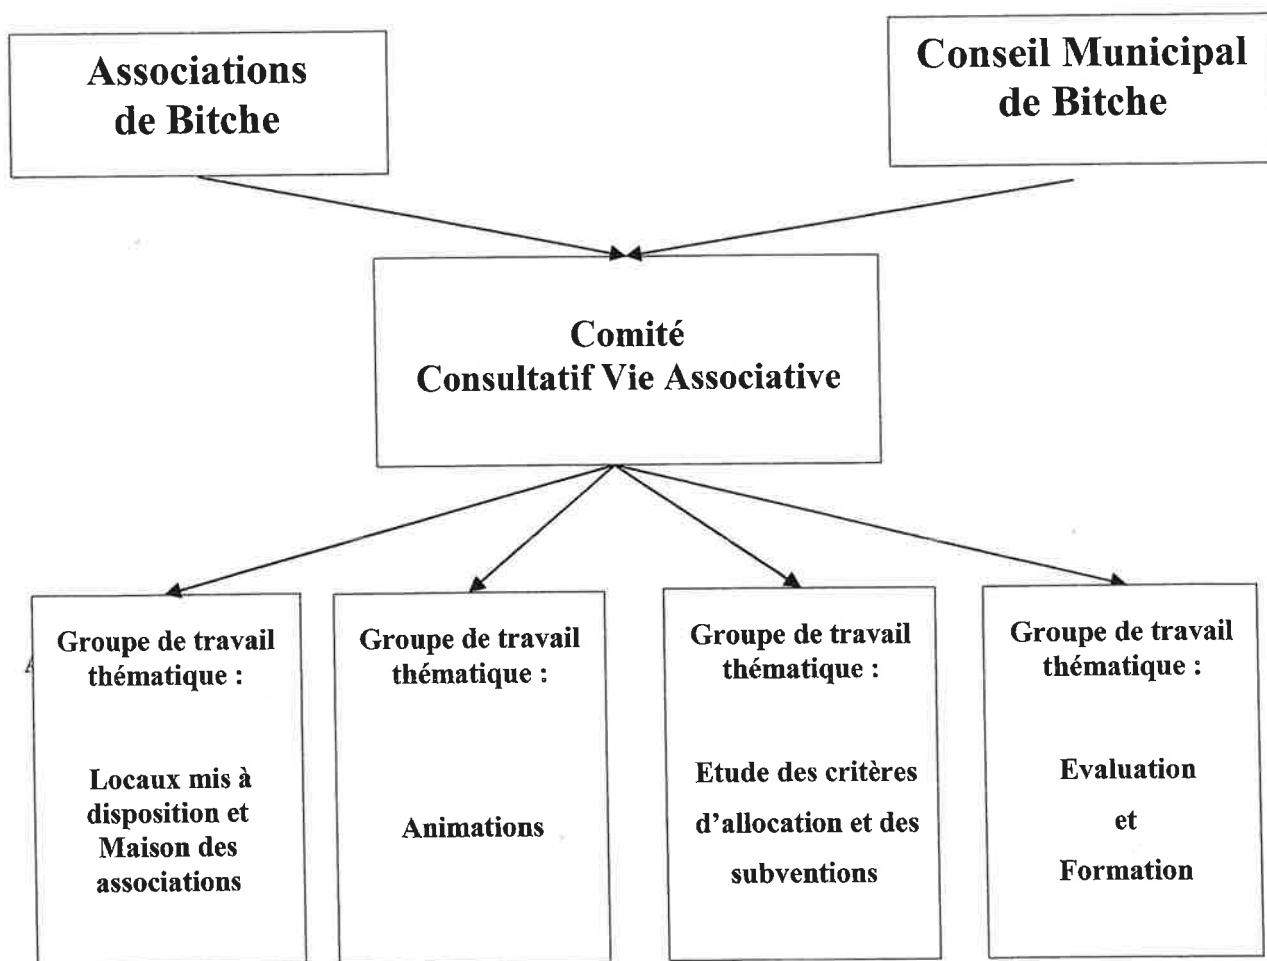 Associations
de Bitche
Conseil Municipal
de Bitche
Comité
Consultatif Vie Associative
Groupe de travail
thématique :
Locaux mis à
disposition et
Maison des
associations
Groupe de travail
thématique :
Animations
Groupe de travail
thématique :
Etude des critères
d’allocation et des
subventions
Groupe de travail
thématique :
Evaluation
et
Formation